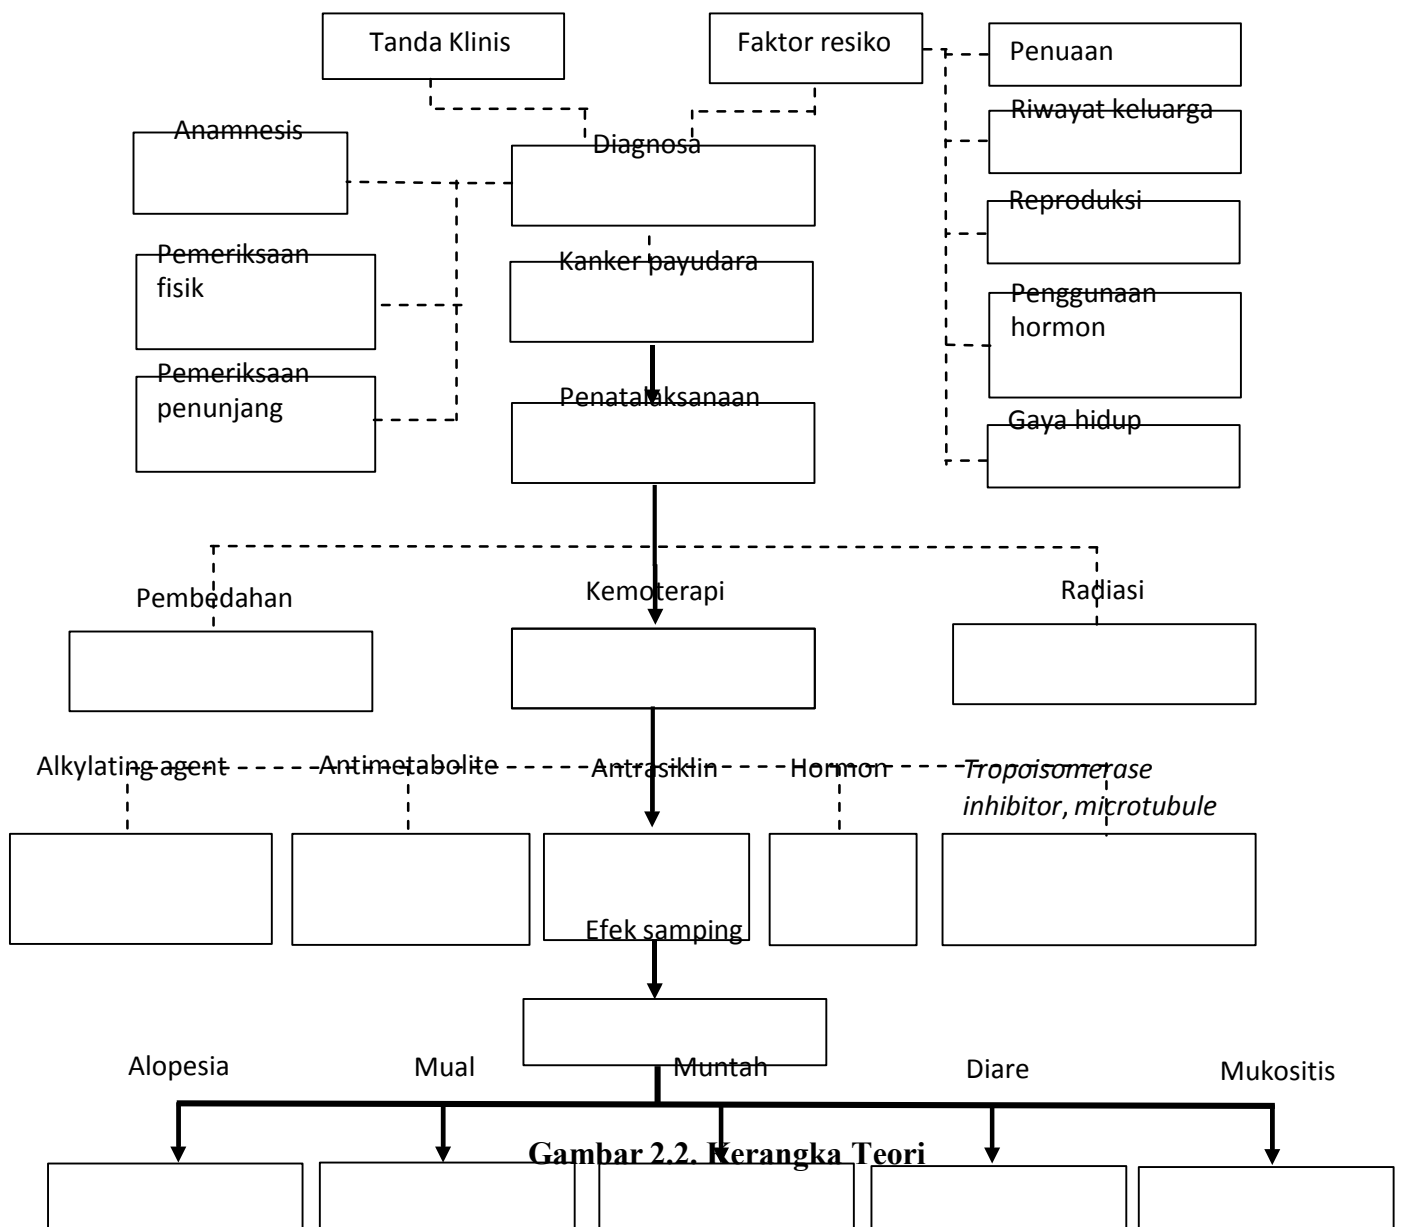 Tanda Klinis
Faktor resiko
Penuaan
Riwayat keluarga
Anamnesis
Diagnosa
Reproduksi
Pemeriksaan
fisik
Kanker payudara
Penggunaan
hormon
Pemeriksaan
penunjang
Penatalaksanaan
Gaya hidup
Pembedahan
Kemoterapi
Radiasi
Alkylating agent
Antimetabolite
Antrasiklin
Hormon
Tropoisomerase
inhibitor, microtubule
Efek samping
Alopesia
Mual
Muntah
Diare
Mukositis
Gambar 2.2. Kerangka Teori